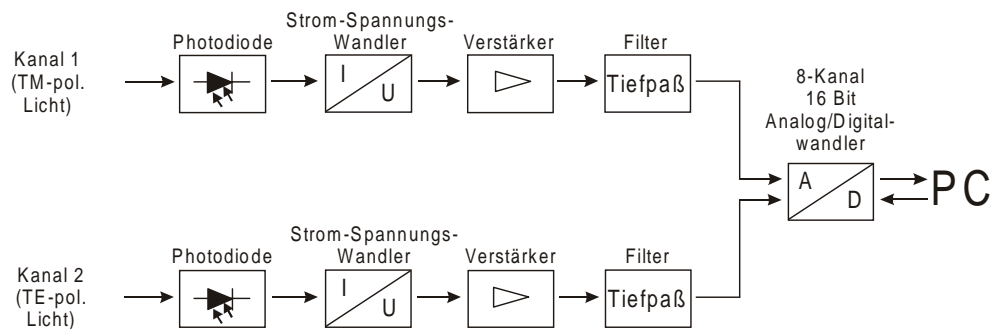 Kanal 1
(TM-pol.
Licht)
Photodiode
Strom-Spannungs-
Wandler
I
U
Verstärker
Filter
Tiefpaß
8-Kanal
16 Bit
Analog/Digital-
wandler
A
D
PC
Kanal 2
(TE-pol.
Licht)
Photodiode
Strom-Spannungs-
Wandler
I
U
Verstärker
Filter
Tiefpaß